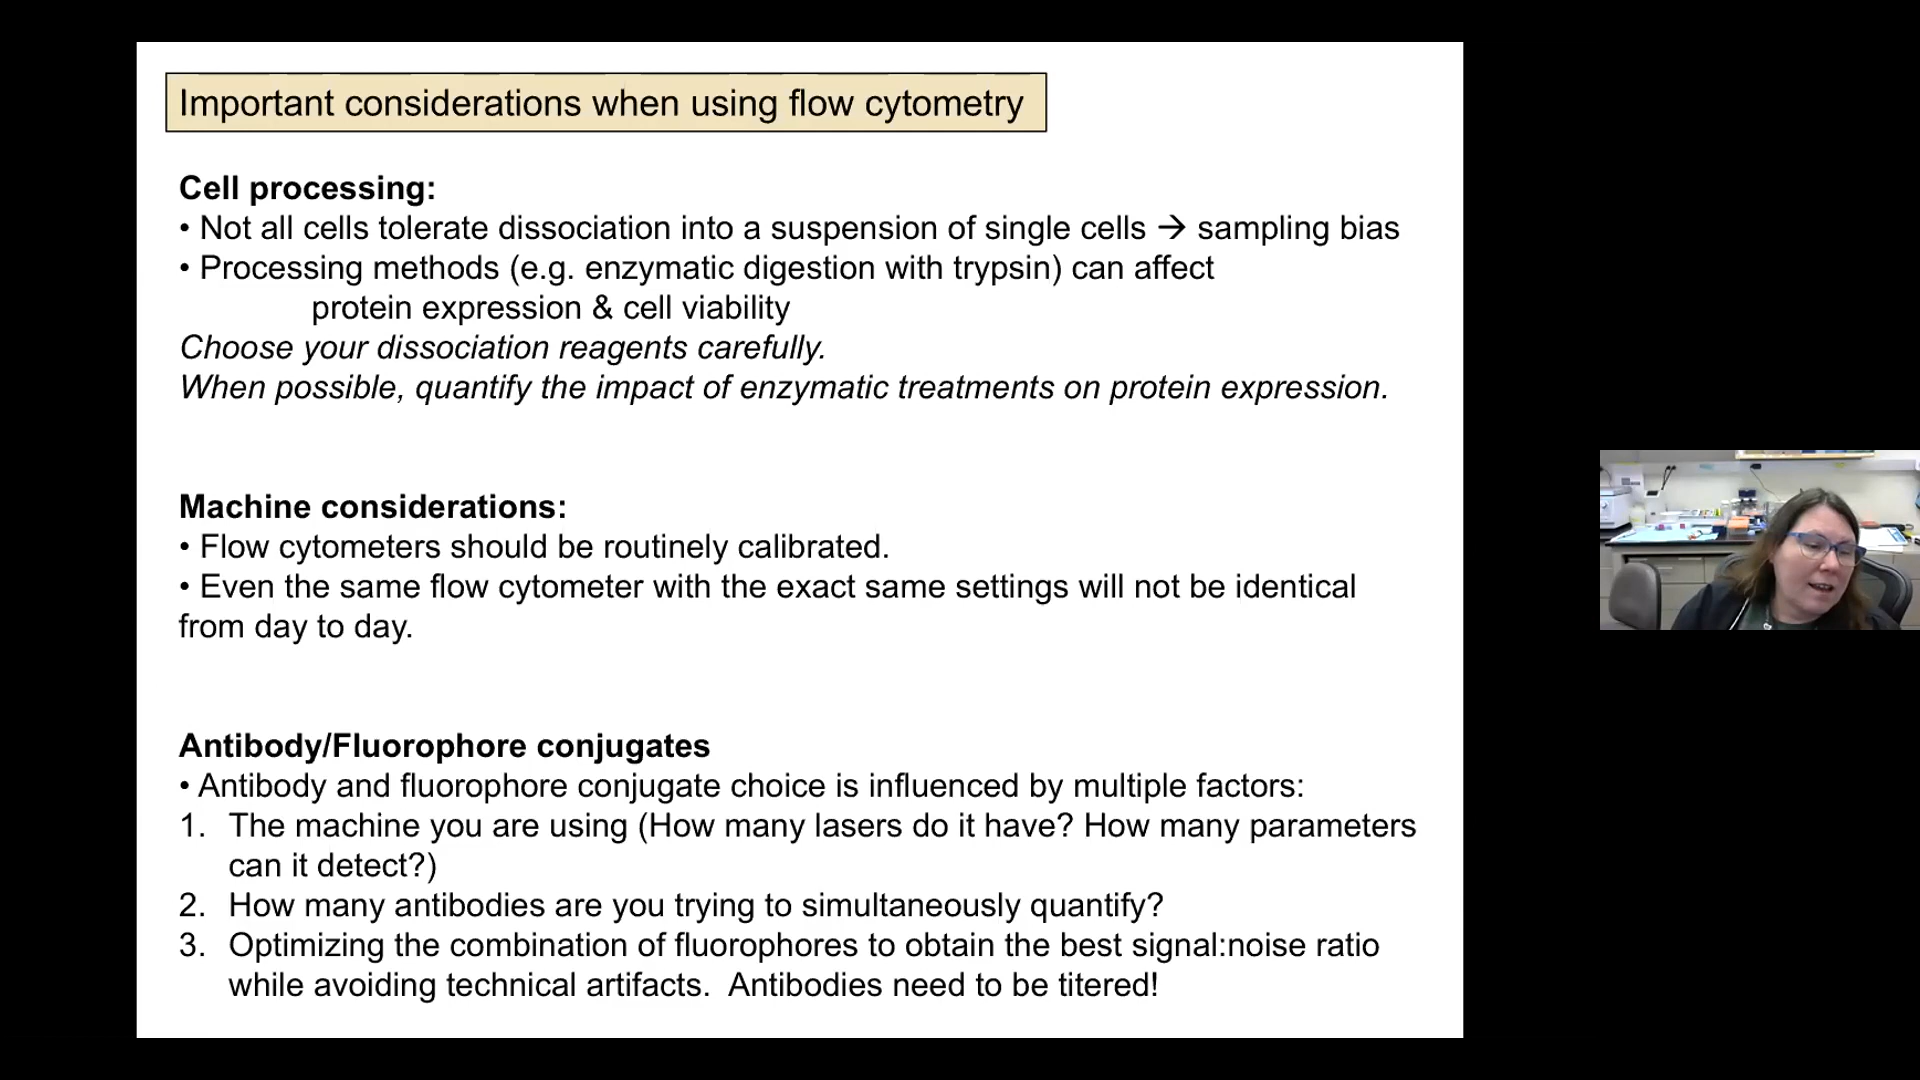 Important considerations when using flow cytometry
Cell processing:
• Not all cells tolerate dissociation into a suspension of single cells → sampling bias
• Processing methods (e.g. enzymatic digestion with trypsin) can affect
protein expression & cell viability
Choose your dissociation reagents carefully.
When possible, quantify the impact of enzymatic treatments on protein expression.
Machine considerations:
• Flow cytometers should be routinely calibrated.
• Even the same flow cytometer with the exact same settings will not be identical
from day to day.
Antibody/Fluorophore conjugates
• Antibody and fluorophore conjugate choice is influenced by multiple factors:
1. The machine you are using (How many lasers do it have? How many parameters
can it detect?)
2. How many antibodies are you trying to simultaneously quantify?
3. Optimizing the combination of fluorophores to obtain the best signal:noise ratio
while avoiding technical artifacts. Antibodies need to be titered!